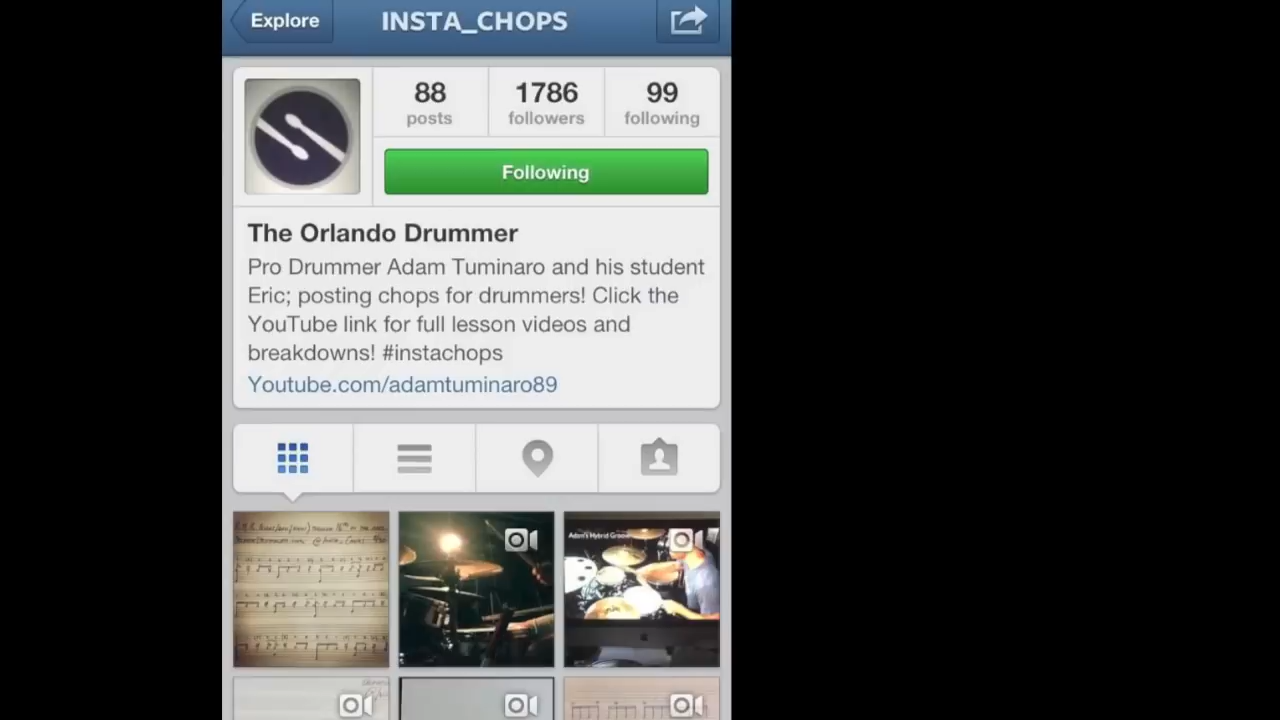 Explore
INSTA_CHOPS
88
posts
1786
followers
99
following
Following
The Orlando Drummer
Pro Drummer Adam Tuminaro and his student
Eric; posting chops for drummers! Click the
YouTube link for full lesson videos and
breakdowns! #instachops
Youtube.com/adamtuminaro89
Adam's Hybrid Groove